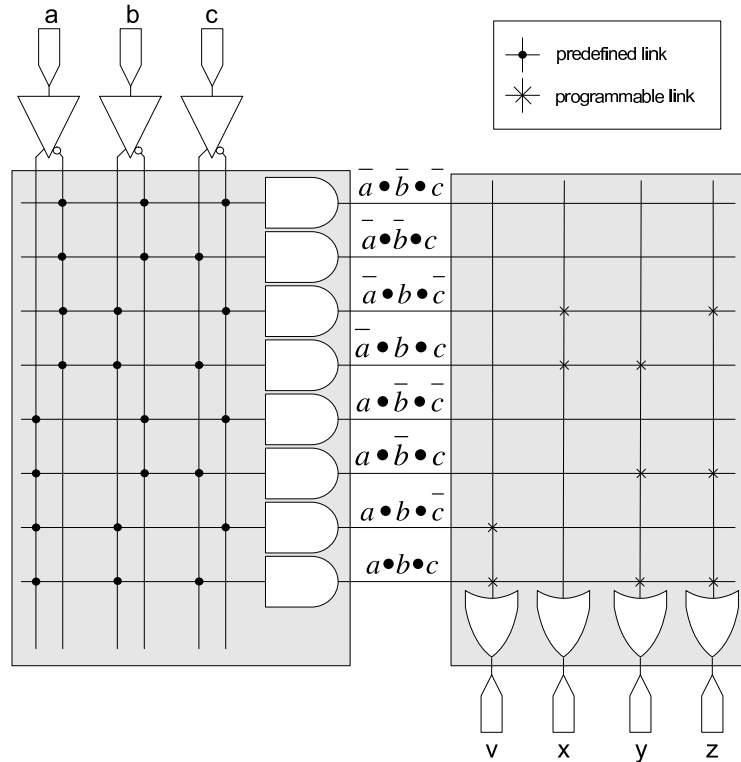 a b c
predefined link
programmable link
a̅ • b̅ • c̅
a̅ • b̅ • c
a̅ • b • c̅
a̅ • b • c
a • b̅ • c̅
a • b̅ • c
a • b • c̅
a • b • c
v x y z